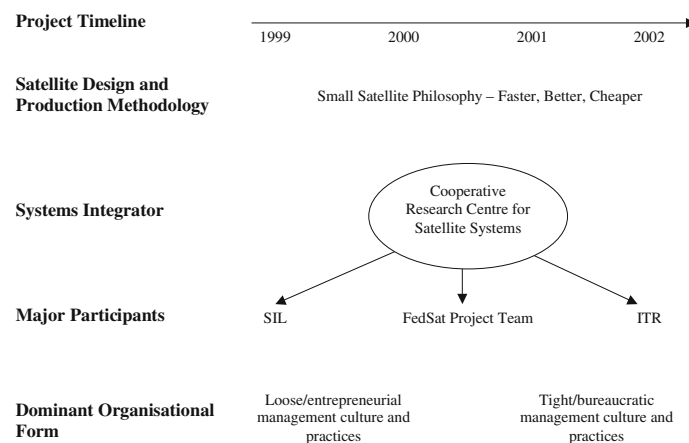 Project Timeline
1999 2000 2001 2002
Satellite Design and
Production Methodology
Small Satellite Philosophy – Faster, Better, Cheaper
Systems Integrator
Cooperative
Research Centre for
Satellite Systems
Major Participants
SIL FedSat Project Team ITR
Dominant Organisational
Form
Loose/entrepreneurial
management culture and
practices
Tight/bureaucratic
management culture and
practices